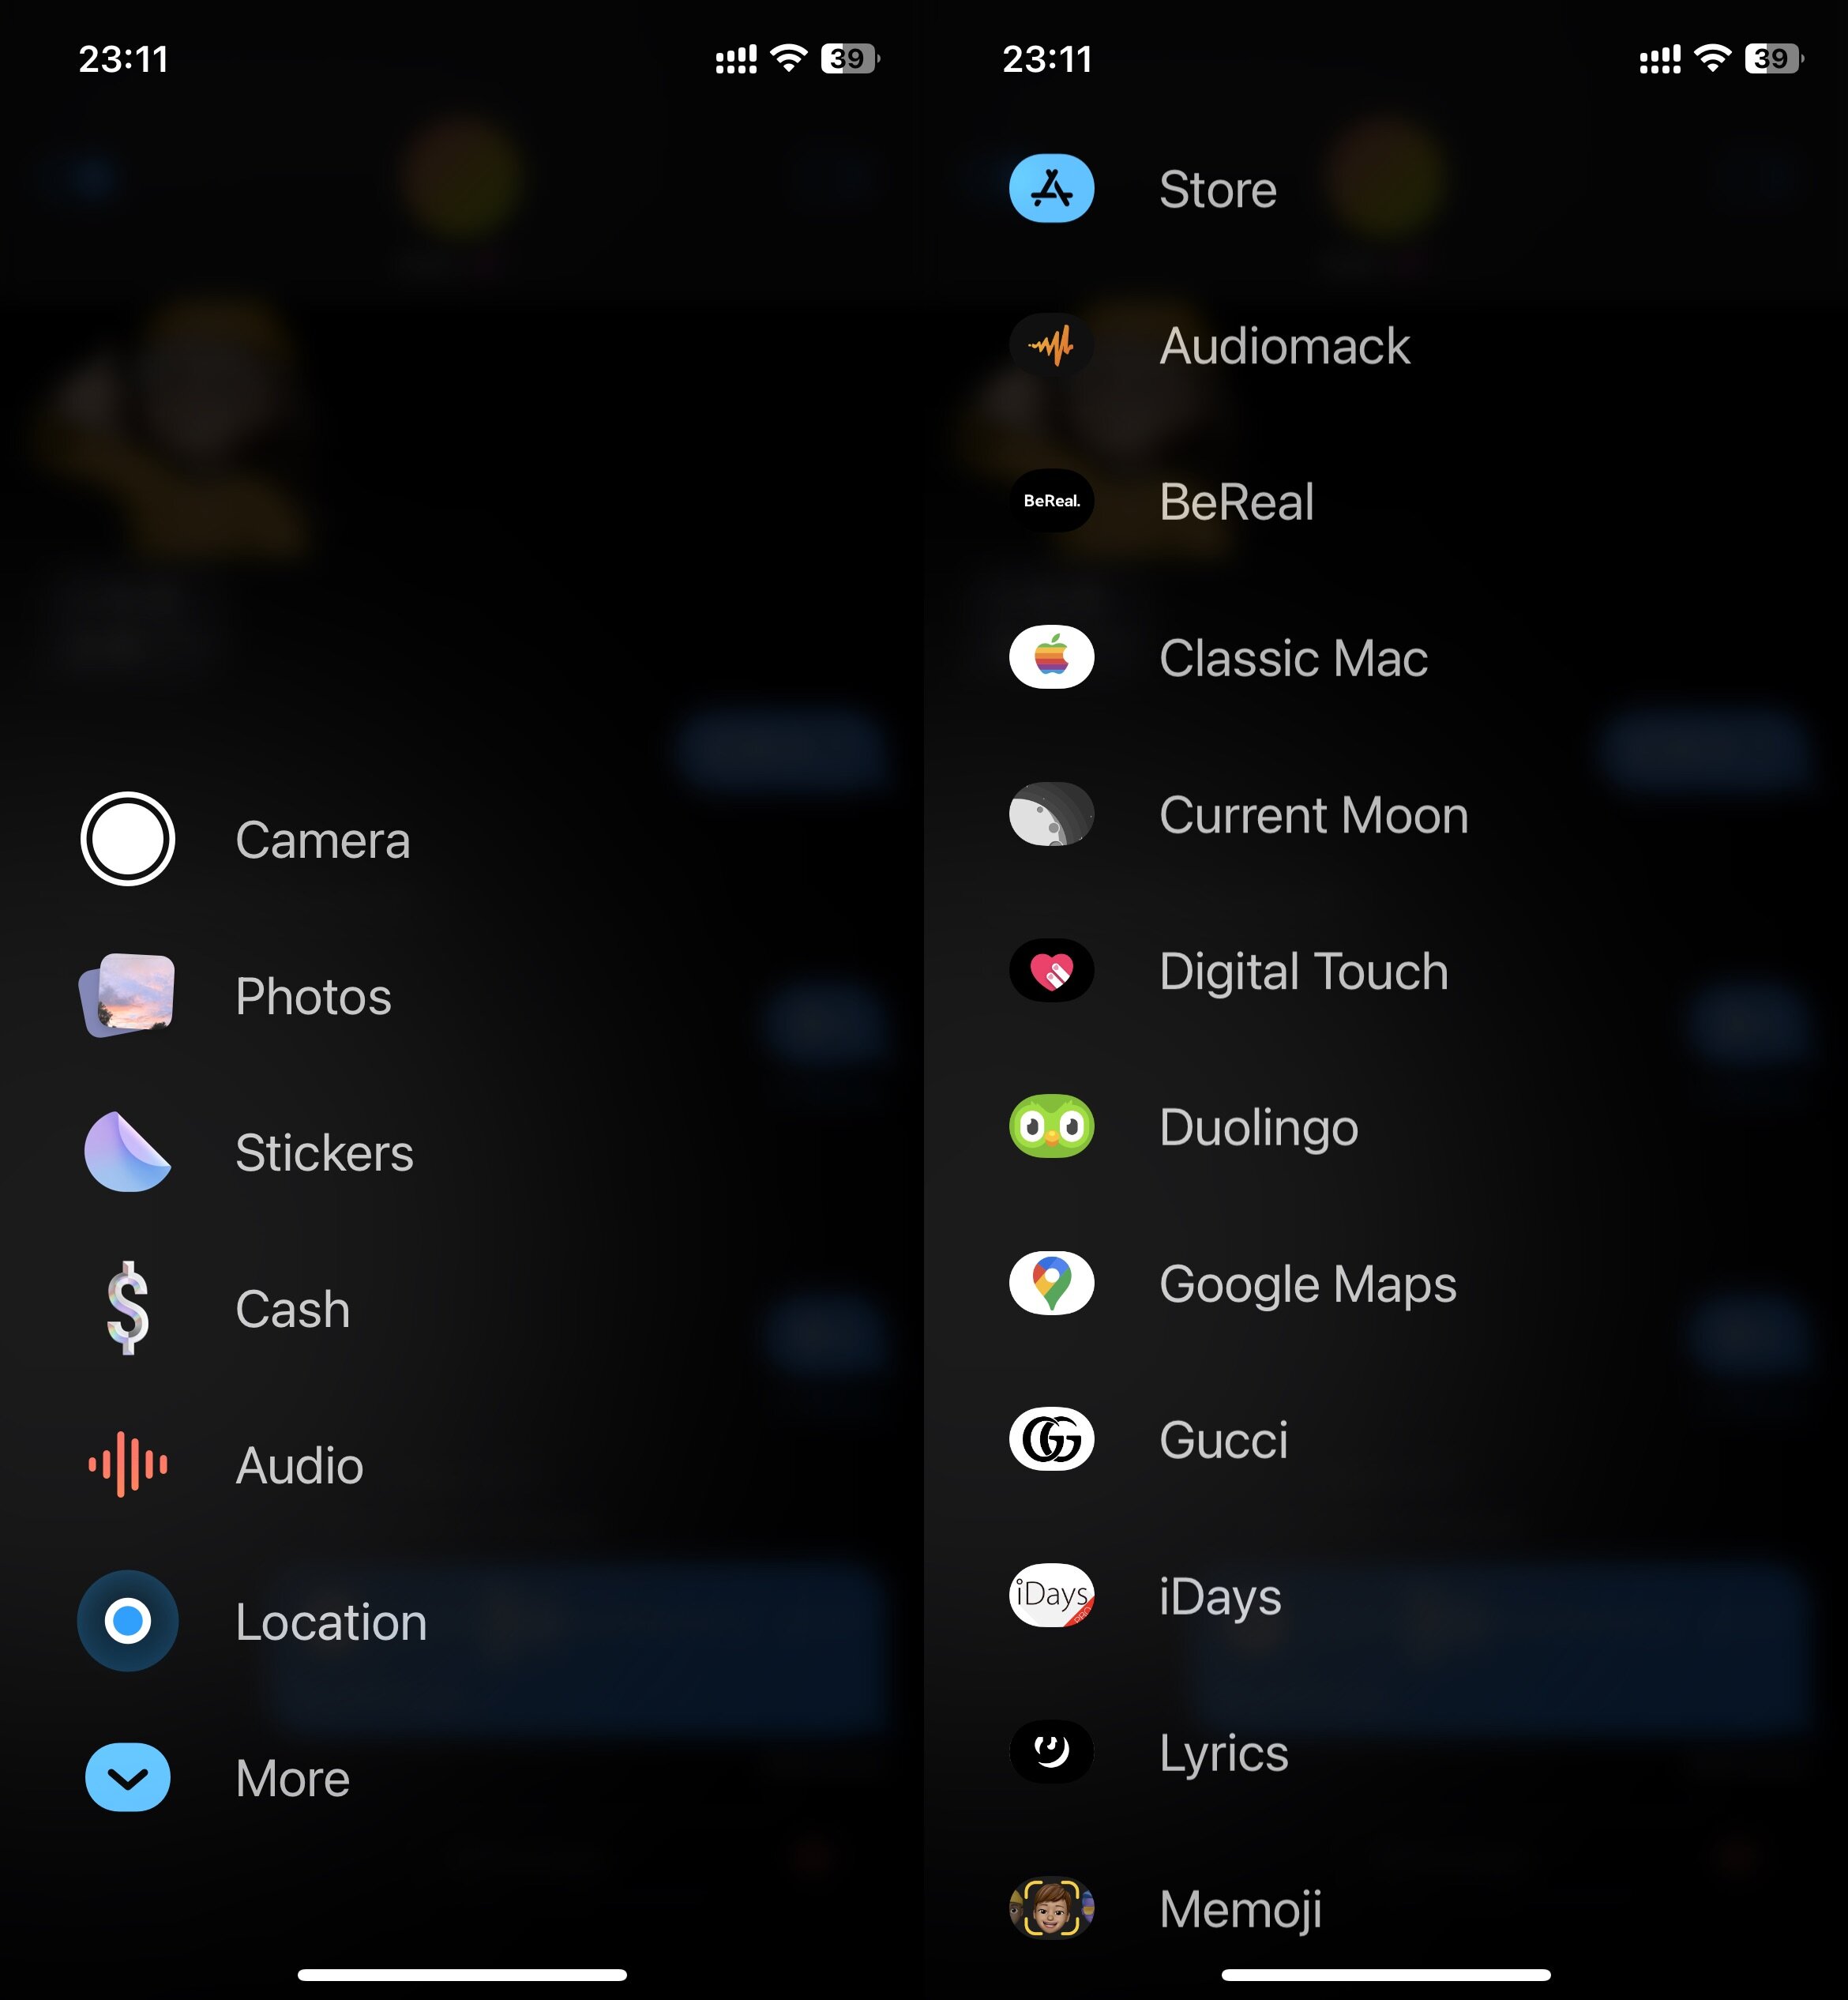 23:11
39
Camera
Photos
Stickers
$
Cash
Audio
Location
More
23:11
39
Store
Audiomack
BeReal.
BeReal
Classic Mac
Current Moon
Digital Touch
Duolingo
Google Maps
GG
Gucci
iDays
iDays
Lyrics
Memoji